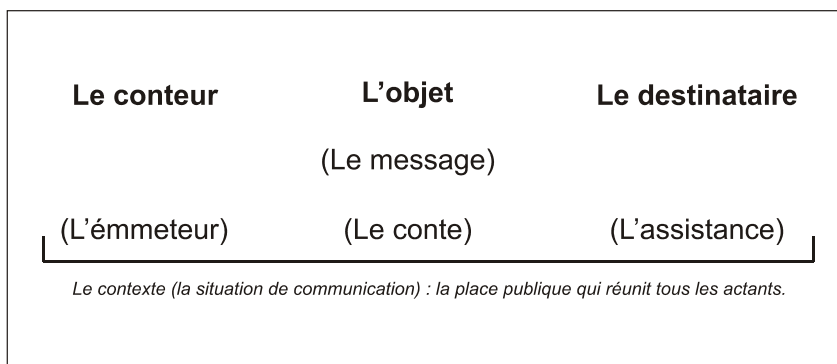 Le conteur L'objet Le destinataire
(Le message)
(L'émmeteur) (Le conte) (L'assistance)
Le contexte (la situation de communication) : la place publique qui réunit tous les actants.